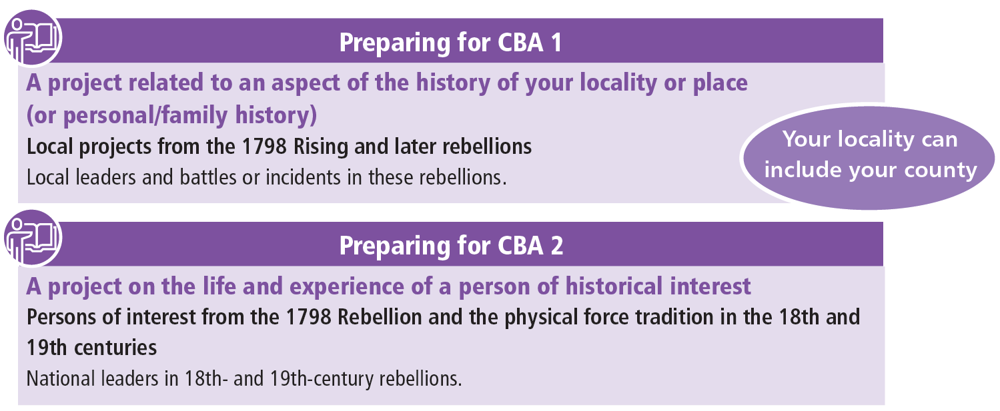 Preparing for CBA 1
A project related to an aspect of the history of your locality or place
(or personal/family history)
Local projects from the 1798 Rising and later rebellions
Local leaders and battles or incidents in these rebellions.
Your locality can
include your county
Preparing for CBA 2
A project on the life and experience of a person of historical interest
Persons of interest from the 1798 Rebellion and the physical force tradition in the 18th and
19th centuries
National leaders in 18th- and 19th-century rebellions.